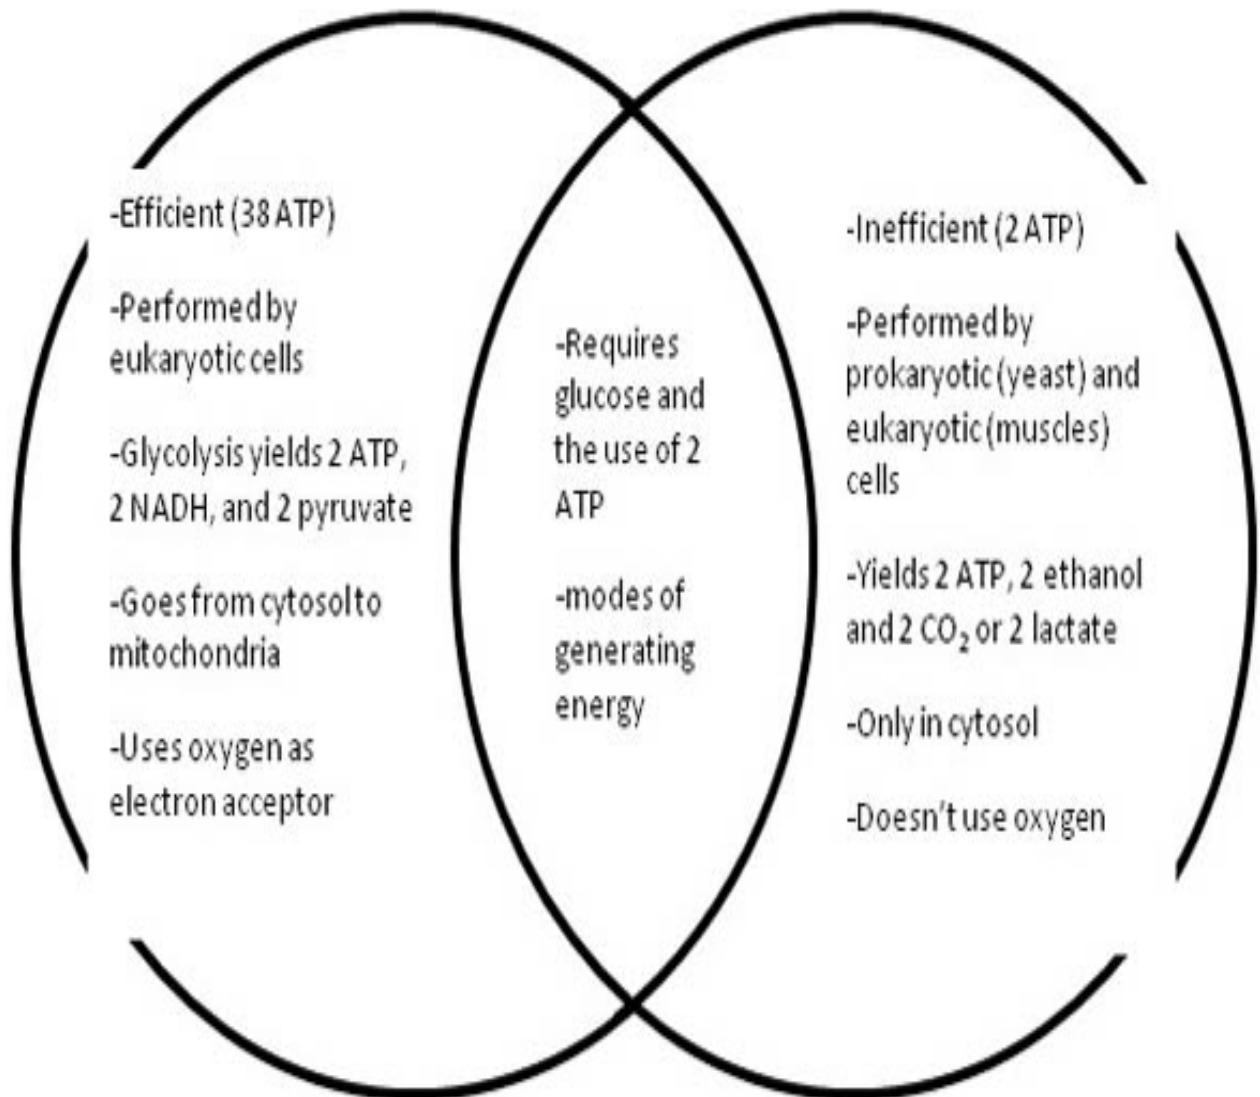 -Efficient (38 ATP)
-Performed by
eukaryotic cells
-Glycolysis yields 2 ATP,
2 NADH, and 2 pyruvate
-Goes from cytosol to
mitochondria
-Uses oxygen as
electron acceptor
-Requires
glucose and
the use of 2
ATP
-modes of
generating
energy
-Inefficient (2 ATP)
-Performed by
prokaryotic (yeast) and
eukaryotic (muscles)
cells
-Yields 2 ATP, 2 ethanol
and 2 CO₂ or 2 lactate
-Only in cytosol
-Doesn't use oxygen